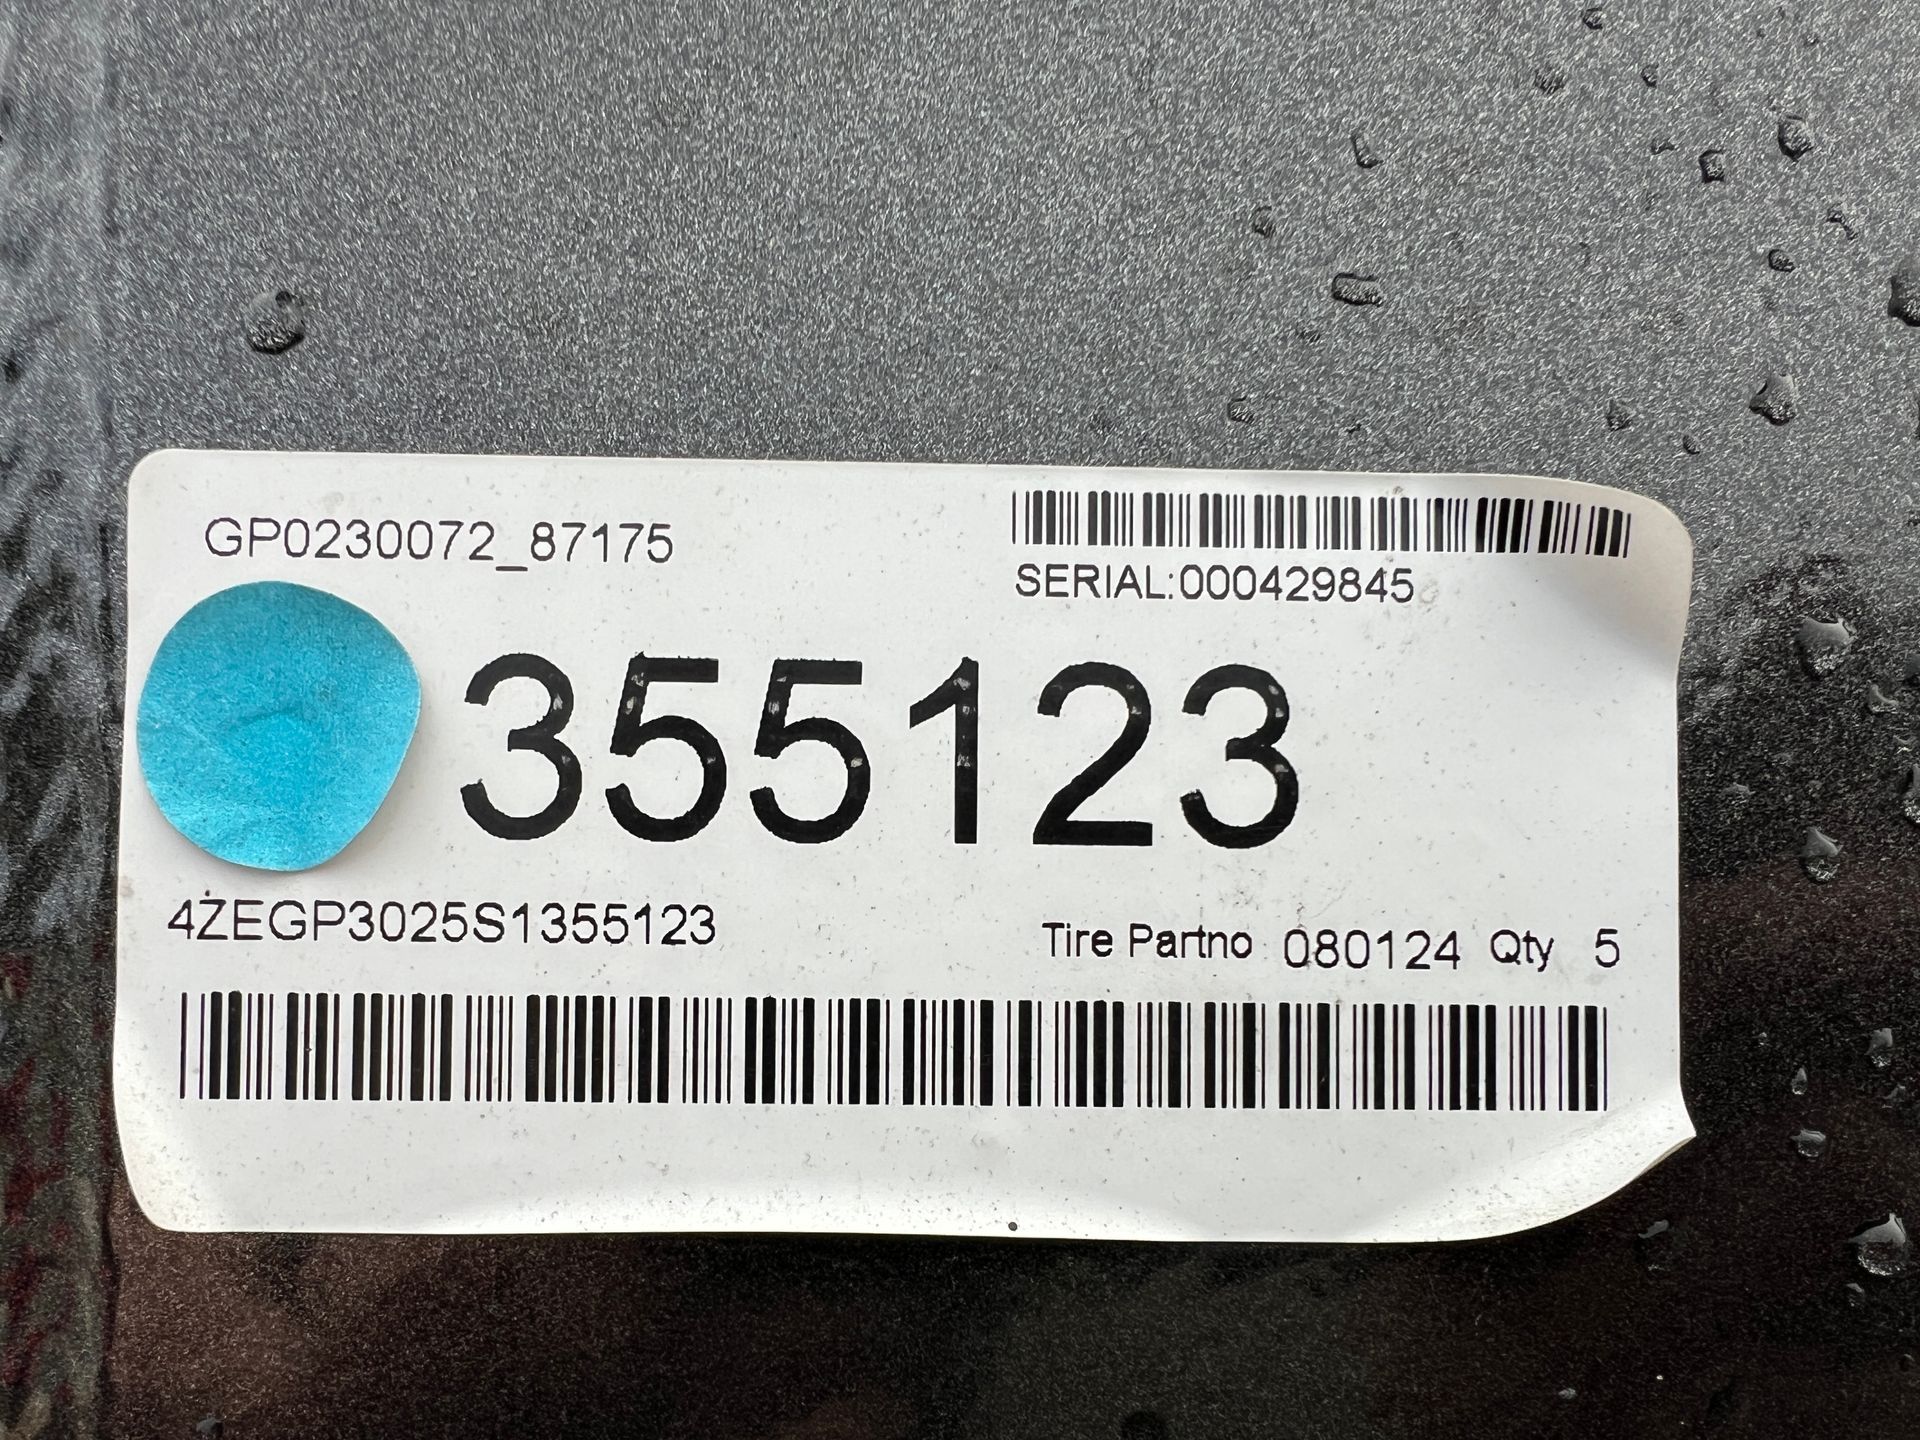 GP0230072_87175
SERIAL:000429845
355123
4ZEGP3025S1355123
Tire Partno 080124 Qty 5